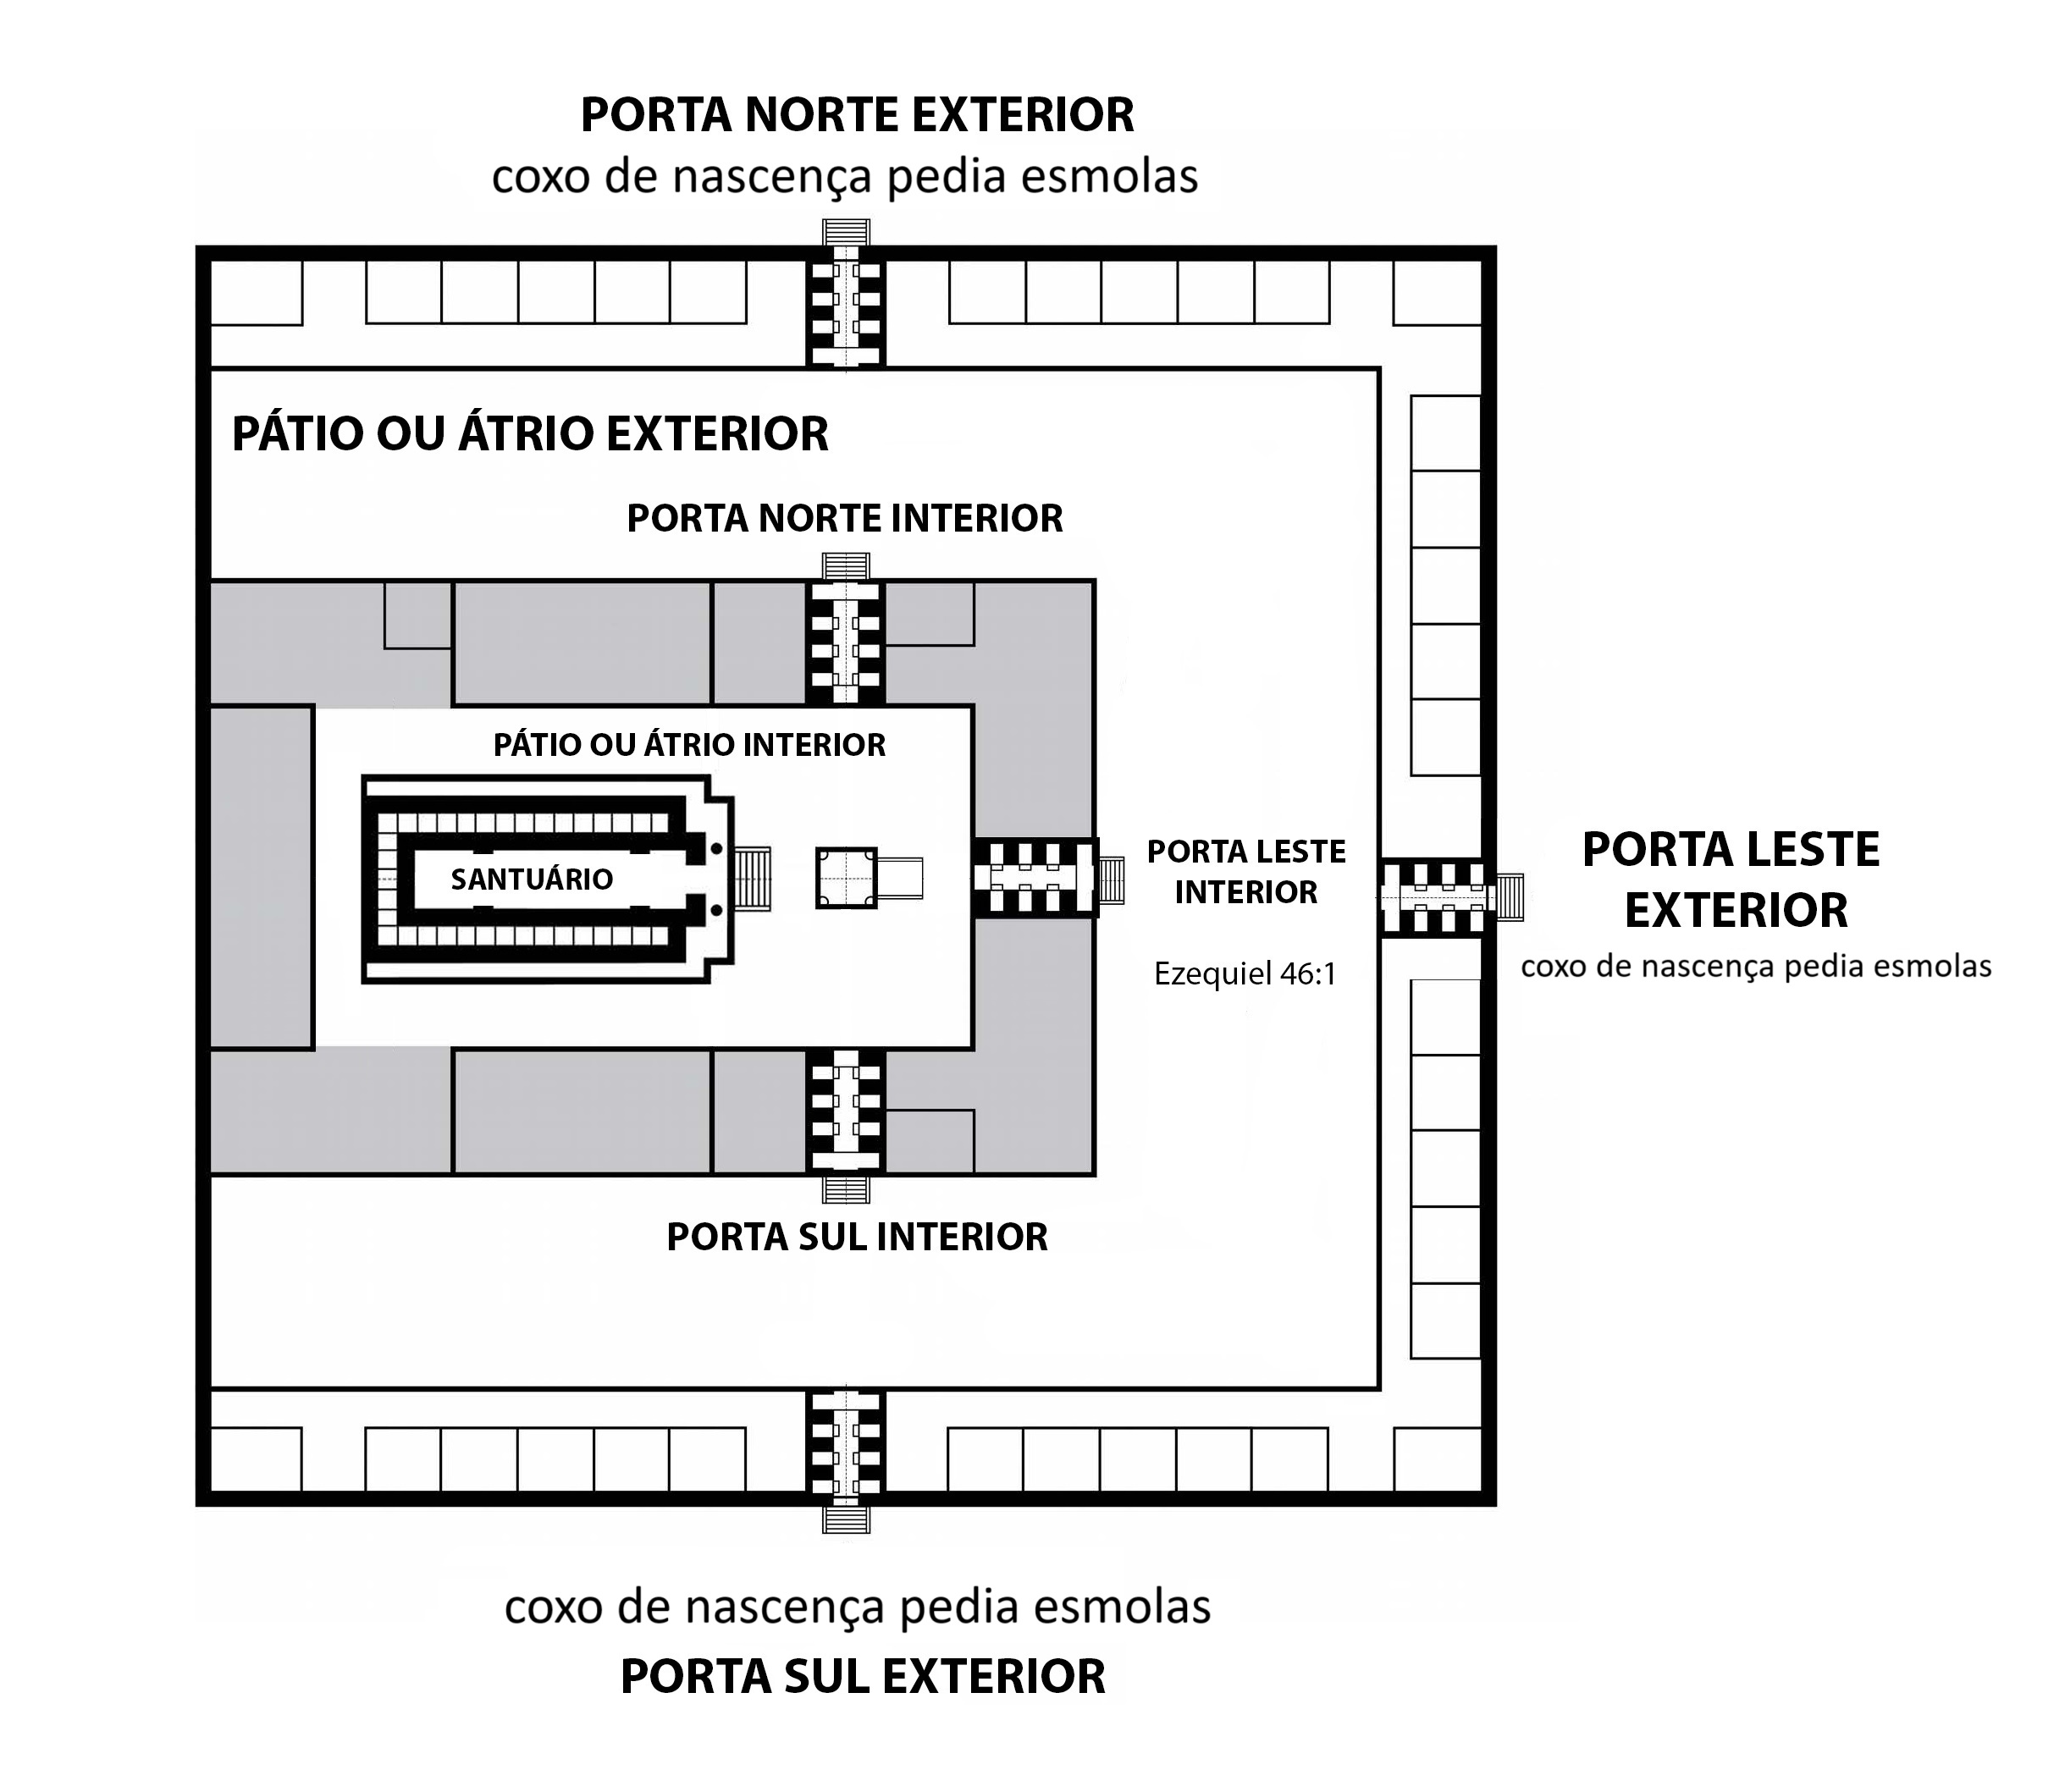 PORTA NORTE EXTERIOR
coxo de nascença pedia esmolas
PÁTIO OU ÁTRIO EXTERIOR
PORTA NORTE INTERIOR
PÁTIO OU ÁTRIO INTERIOR
SANTUÁRIO
PORTA LESTE
INTERIOR
Ezequiel 46:1
PORTA LESTE
EXTERIOR
coxo de nascença pedia esmolas
PORTA SUL INTERIOR
coxo de nascença pedia esmolas
PORTA SUL EXTERIOR